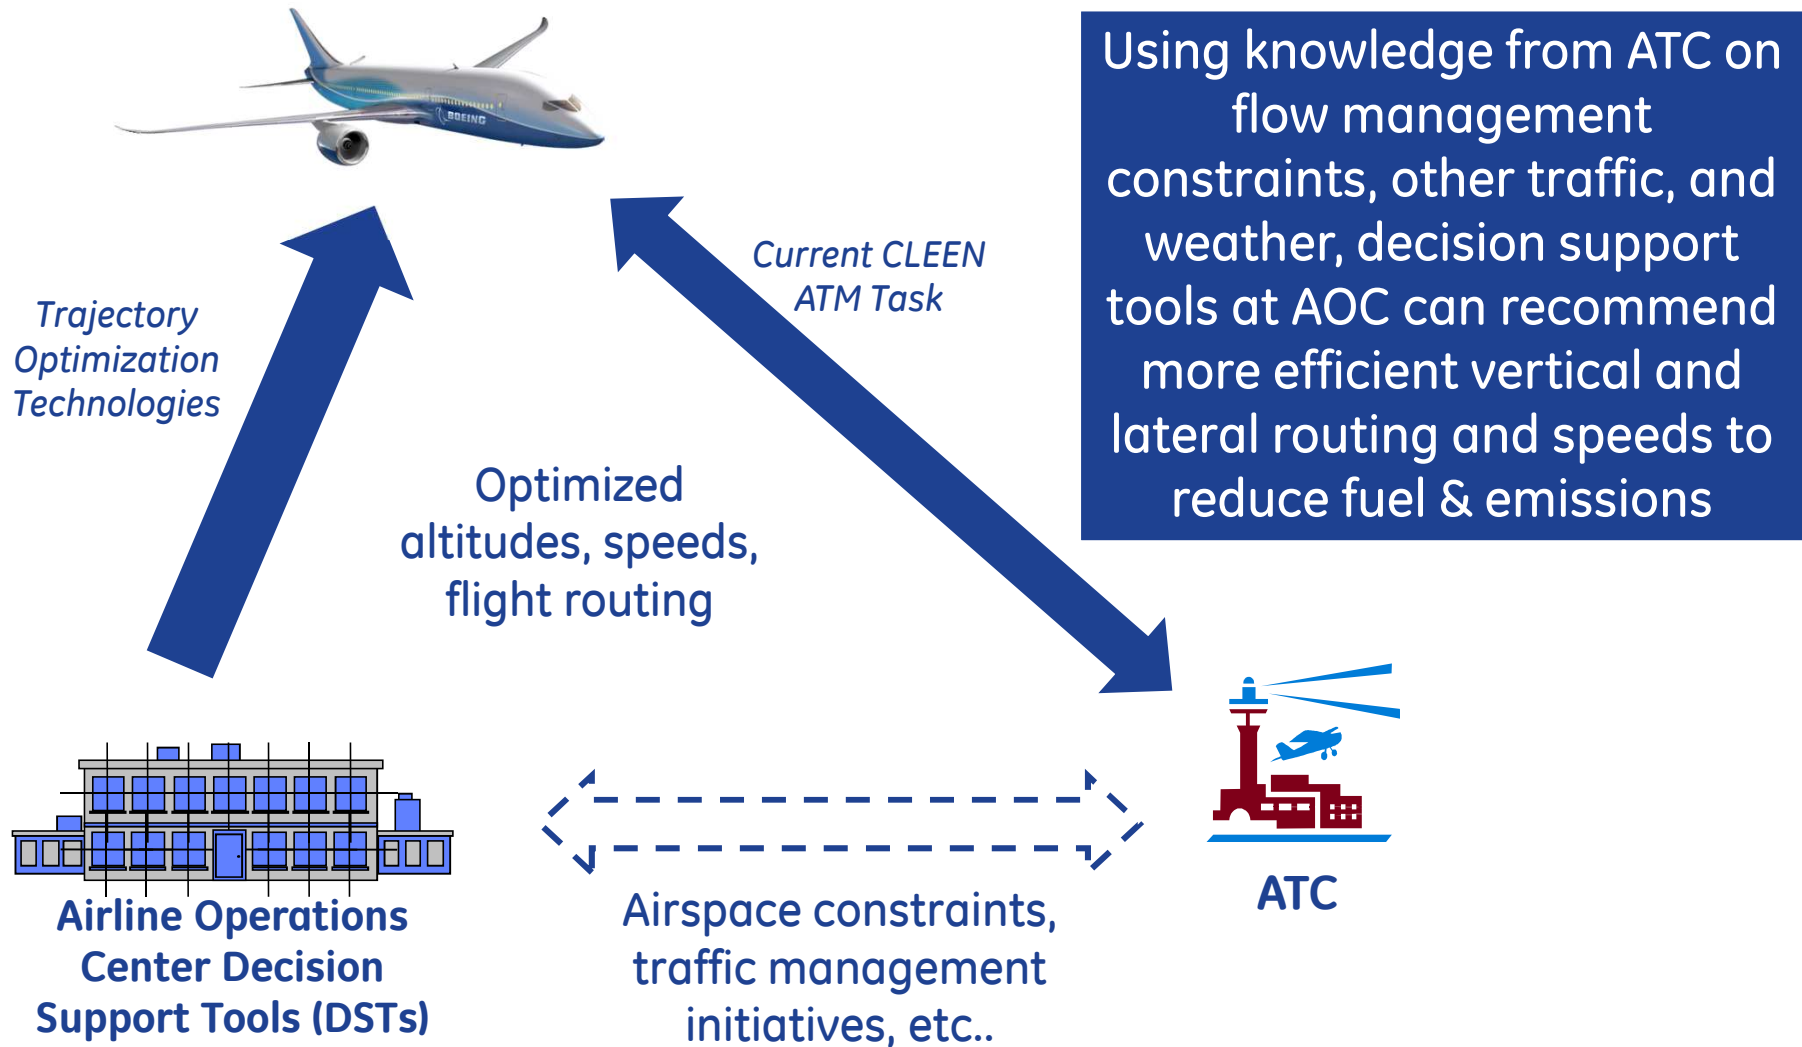 BOEING
Using knowledge from ATC on
flow management
constraints, other traffic, and
weather, decision support
tools at AOC can recommend
more efficient vertical and
lateral routing and speeds to
reduce fuel & emissions
Current CLEEN
ATM Task
Trajectory
Optimization
Technologies
Optimized
altitudes, speeds,
flight routing
ATC
Airline Operations
Center Decision
Support Tools (DSTs)
Airspace constraints,
traffic management
initiatives, etc..